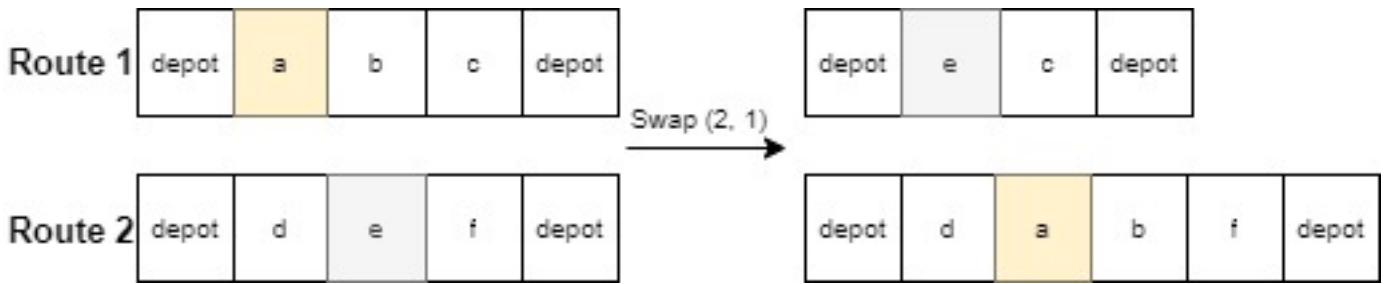 Route 1 depot a b c depot
depot e c depot
Swap (2, 1)
Route 2 depot d e f depot
depot d a b f depot